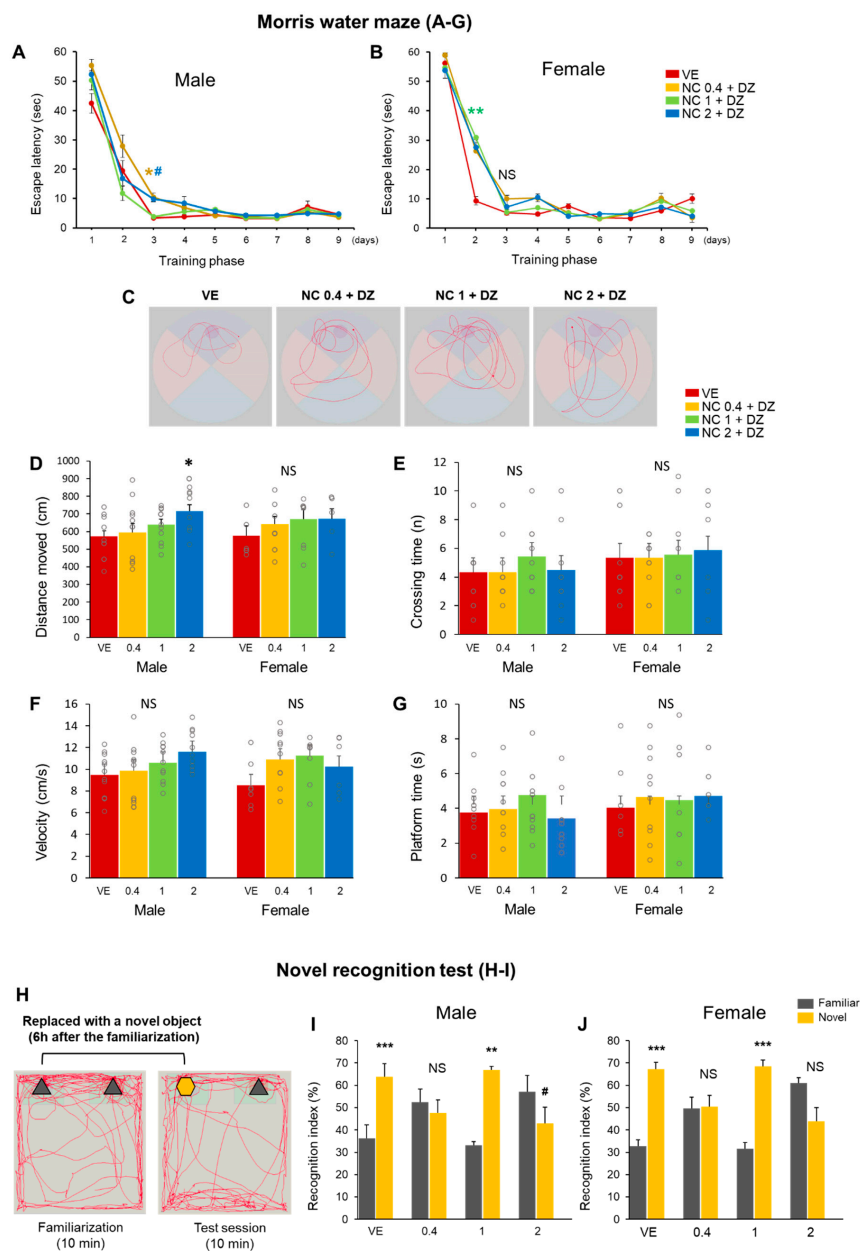 Morris water maze (A-G)
A
B
Male
Female
60
50
40
30
20
10
0
Escape latency (sec)
*#
1 2 3 4 5 6 7 8 9 (days)
Training phase
60
50
40
30
20
10
0
Escape latency (sec)
**
NS
1 2 3 4 5 6 7 8 9 (days)
Training phase
VE
NC 0.4 + DZ
NC 1 + DZ
NC 2 + DZ
C
VE
NC 0.4 + DZ
NC 1 + DZ
NC 2 + DZ
VE
NC 0.4 + DZ
NC 1 + DZ
NC 2 + DZ
D
1000
900
800
700
600
500
400
300
200
100
0
Distance moved (cm)
*
NS
VE 0.4 1 2 VE 0.4 1 2
Male Female
E
12
10
8
6
4
2
0
Crossing time (n)
NS
NS
VE 0.4 1 2 VE 0.4 1 2
Male Female
F
16
14
12
10
8
6
4
2
0
Velocity (cm/s)
NS
NS
VE 0.4 1 2 VE 0.4 1 2
Male Female
G
10
8
6
4
2
0
Platform time (s)
NS
NS
VE 0.4 1 2 VE 0.4 1 2
Male Female
Novel recognition test (H-I)
H
Replaced with a novel object
(6h after the familiarization)
Familiarization
(10 min)
Test session
(10 min)
I
Male
80
70
60
50
40
30
20
10
0
Recognition index (%)
***
NS
**
#
VE 0.4 1 2
J
Female
Familiar
Novel
80
70
60
50
40
30
20
10
0
Recognition index (%)
***
NS
***
NS
VE 0.4 1 2